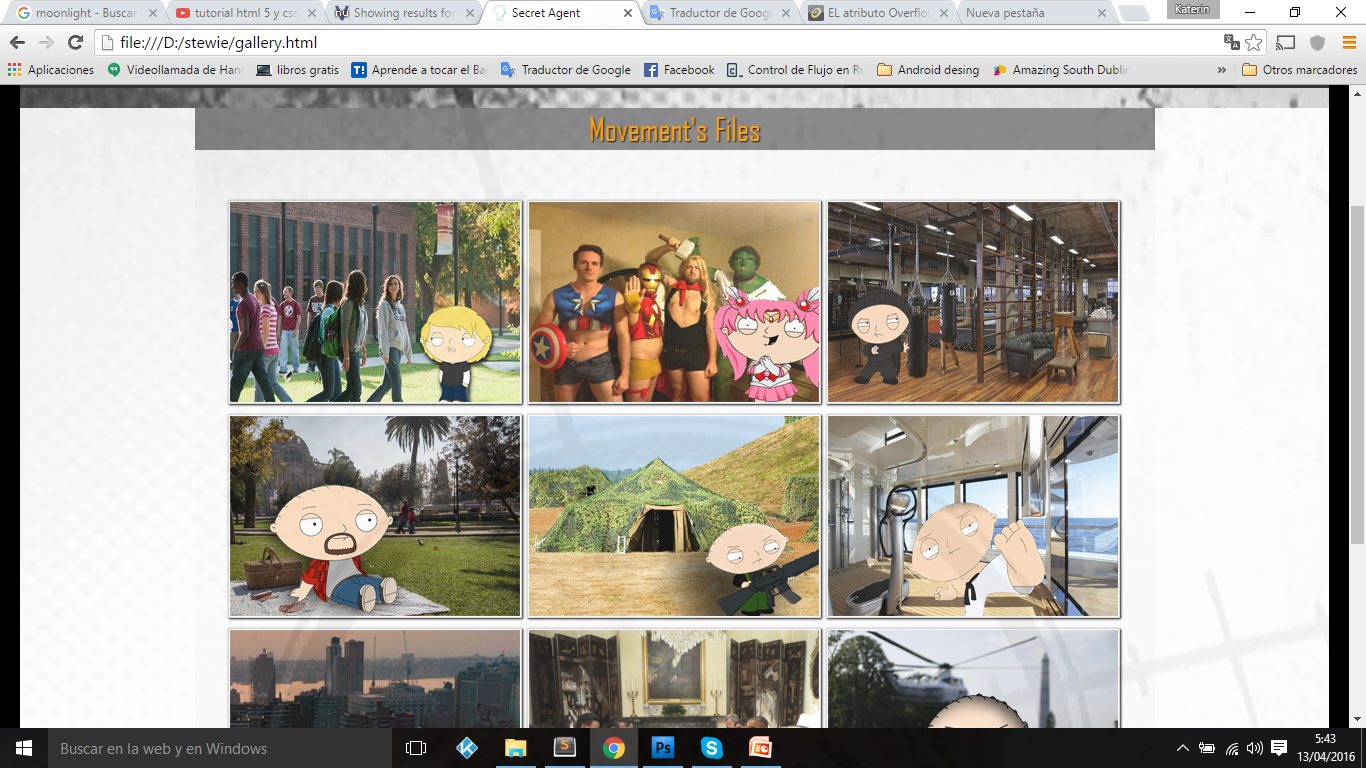 moonlight - Buscar
tutorial html 5 y css
Showing results for
Secret Agent
Traductor de Googl
EL atributo Overflov
Nueva pestaña
Katerin
file:///D:/stewie/gallery.html
Aplicaciones
Videollamada de Han
libros gratis
Aprende a tocar el Ba
Traductor de Google
Facebook
Control de Flujo en Ru
Android desing
Amazing South Dublin
»
Otros marcadores
Movement's Files
Buscar en la web y en Windows
5:43
13/04/2016